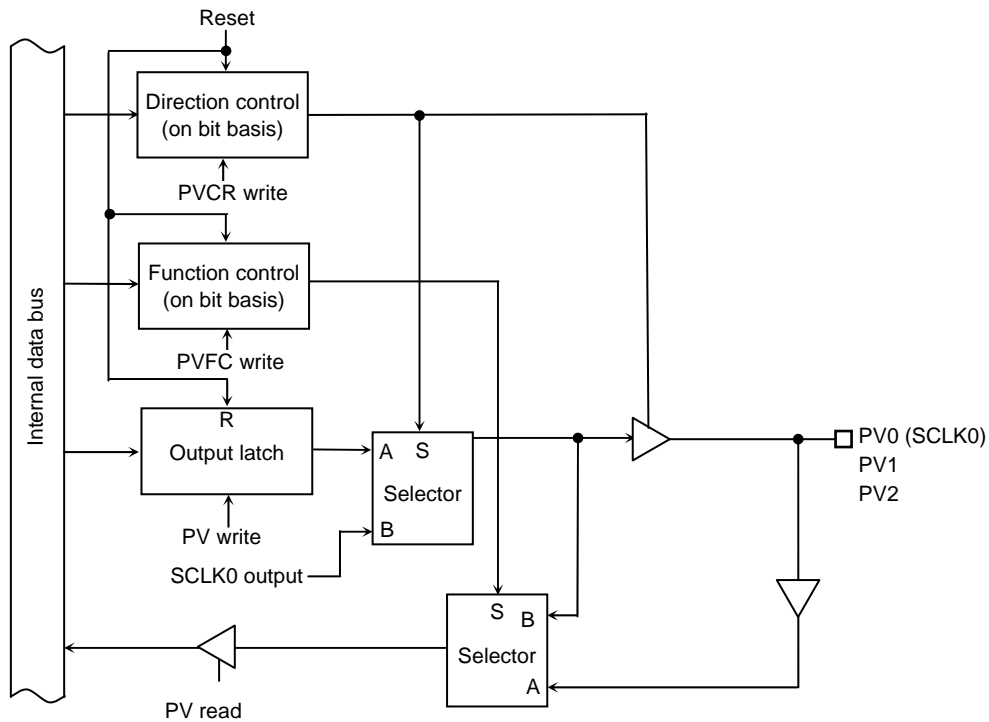 Reset
Direction control
(on bit basis)
PVCR write
Function control
(on bit basis)
PVFC write
Internal data bus
R
Output latch
PV write
SCLK0 output
A S
Selector
B
PV0 (SCLK0)
PV1
PV2
S B
Selector
A
PV read